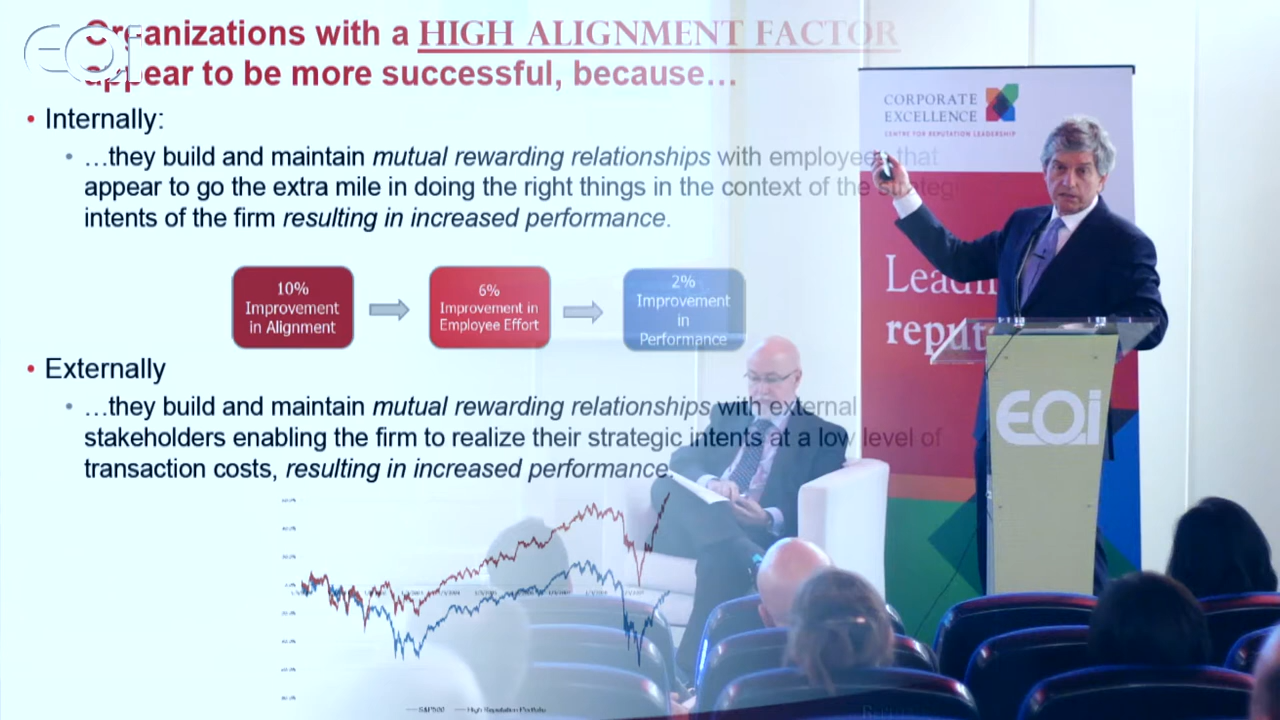 EOi
Organizations with a HIGH ALIGNMENT FACTOR
appear to be more successful, because…
• Internally:
• …they build and maintain mutual rewarding relationships with employees that
appear to go the extra mile in doing the right things in the context of the strategic
intents of the firm resulting in increased performance.
10%
Improvement
in Alignment
6%
Improvement in
Employee Effort
2%
Improvement
in
Performance
• Externally
• …they build and maintain mutual rewarding relationships with external
stakeholders enabling the firm to realize their strategic intents at a low level of
transaction costs, resulting in increased performance.
S&P500
High Reputation Portfolio
CORPORATE
EXCELLENCE
CENTRE FOR REPUTATION LEADERSHIP
EOi